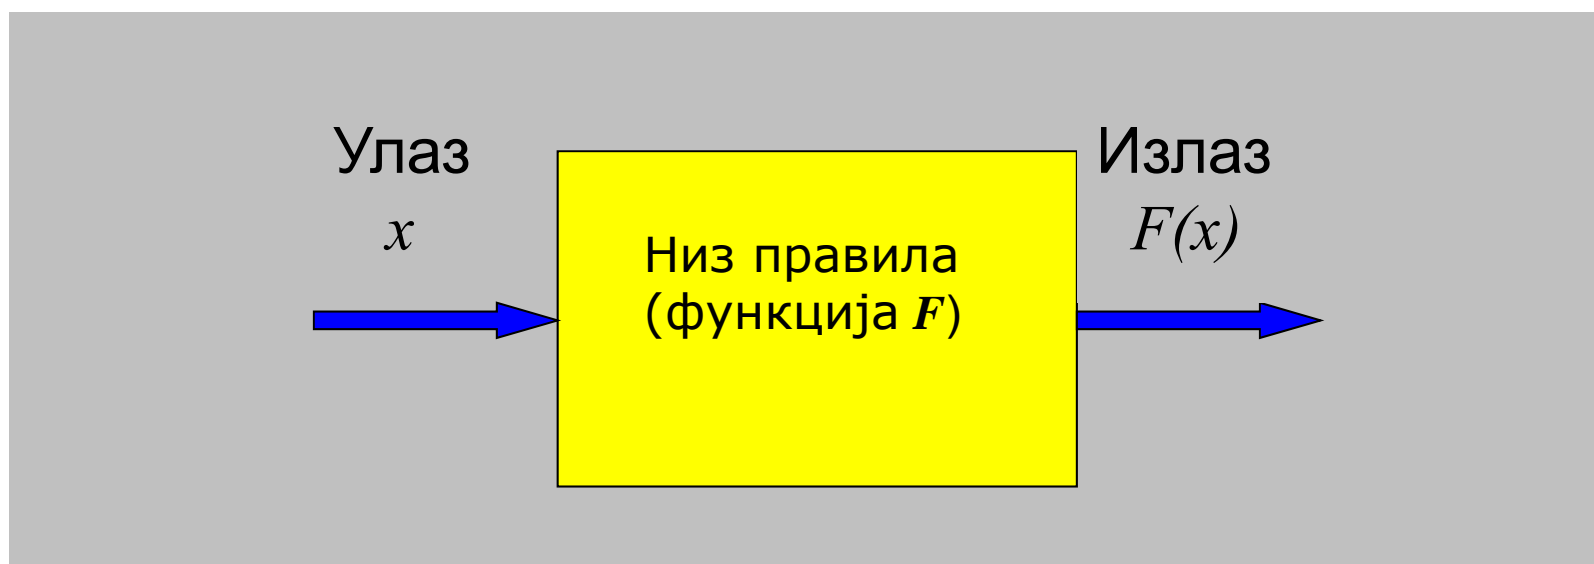 Улаз
x
Низ правила
(функција F)
Излаз
F(x)